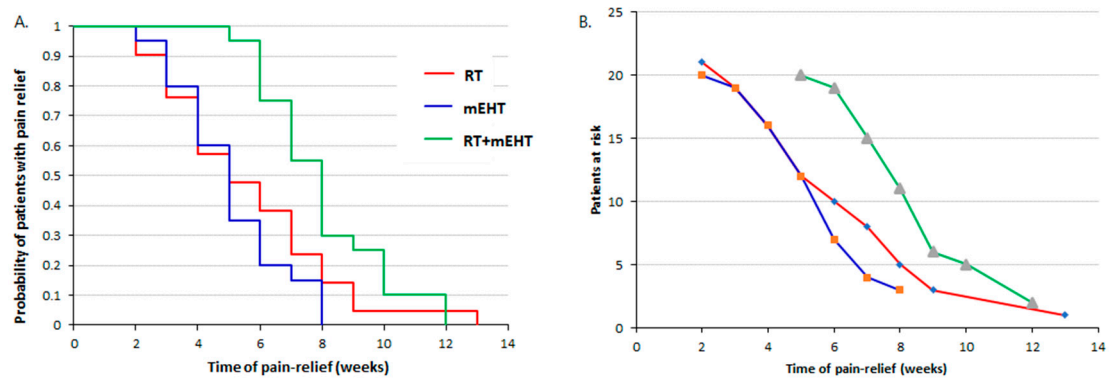 A.
Probability of patients with pain relief
1
0.9
0.8
0.7
0.6
0.5
0.4
0.3
0.2
0.1
0
0 2 4 6 8 10 12 14
Time of pain-relief (weeks)
RT
mEHT
RT+mEHT
B.
Patients at risk
25
20
15
10
5
0
0 2 4 6 8 10 12 14
Time of pain-relief (weeks)